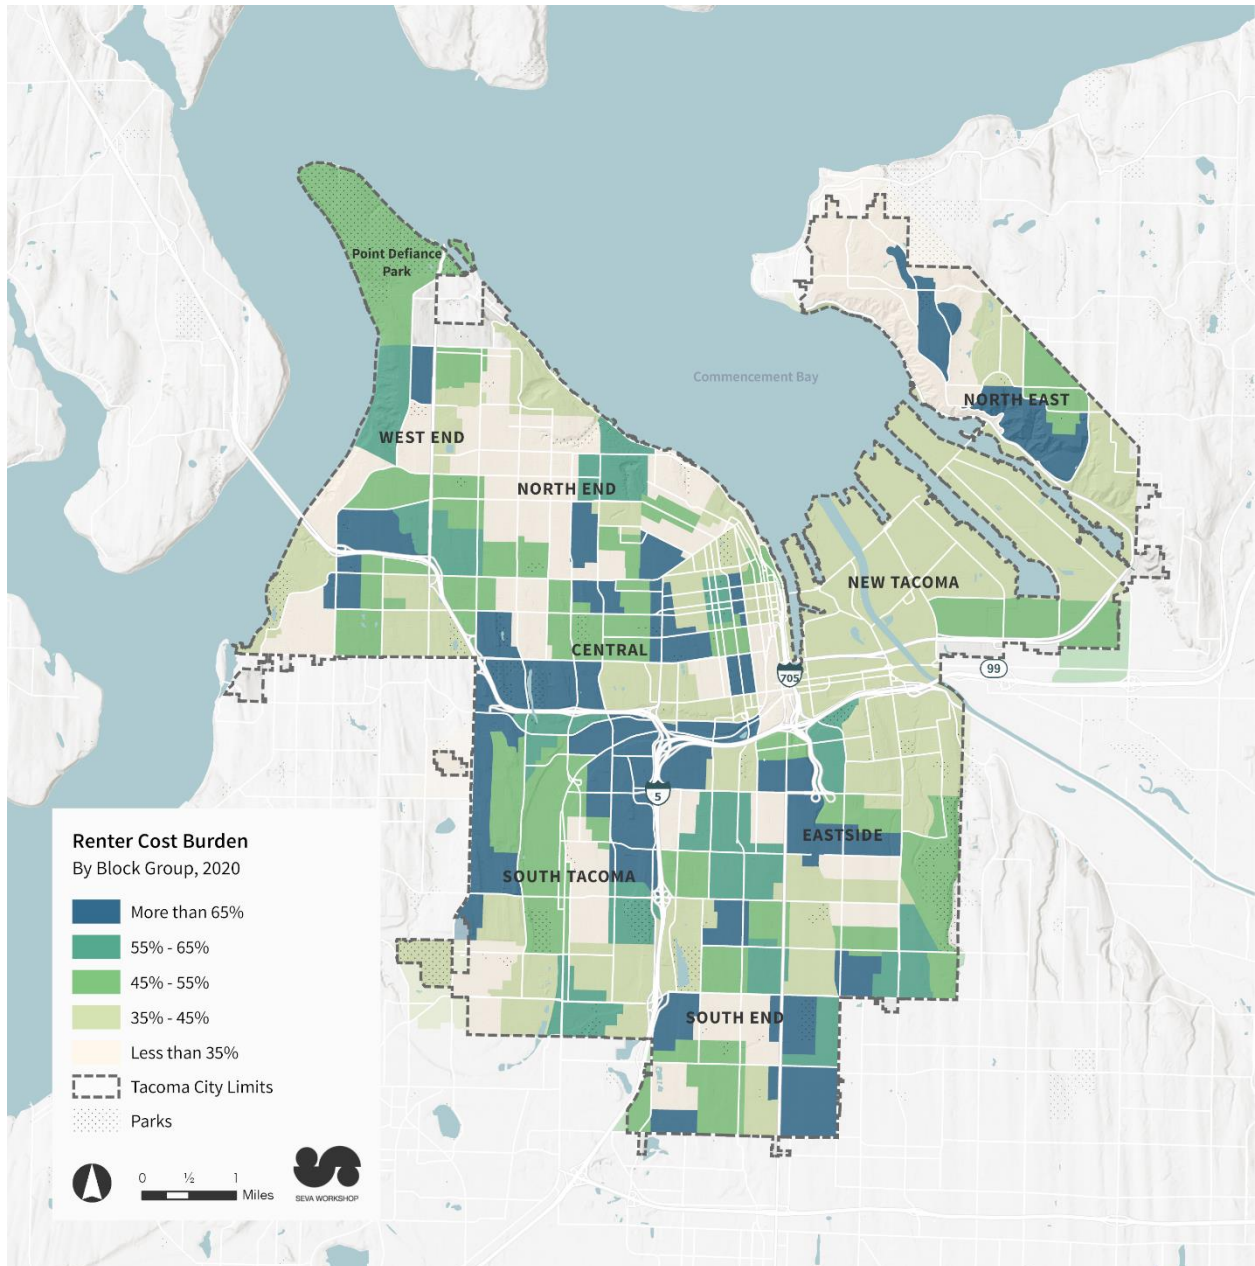 Point Defiance
Park
Commencement Bay
NORTH EAST
WEST END
NORTH END
NEW TACOMA
CENTRAL
99
705
5
EASTSIDE
SOUTH TACOMA
SOUTH END
Renter Cost Burden
By Block Group, 2020
More than 65%
55% - 65%
45% - 55%
35% - 45%
Less than 35%
Tacoma City Limits
Parks
0 ½ 1
Miles
SEVA WORKSHOP